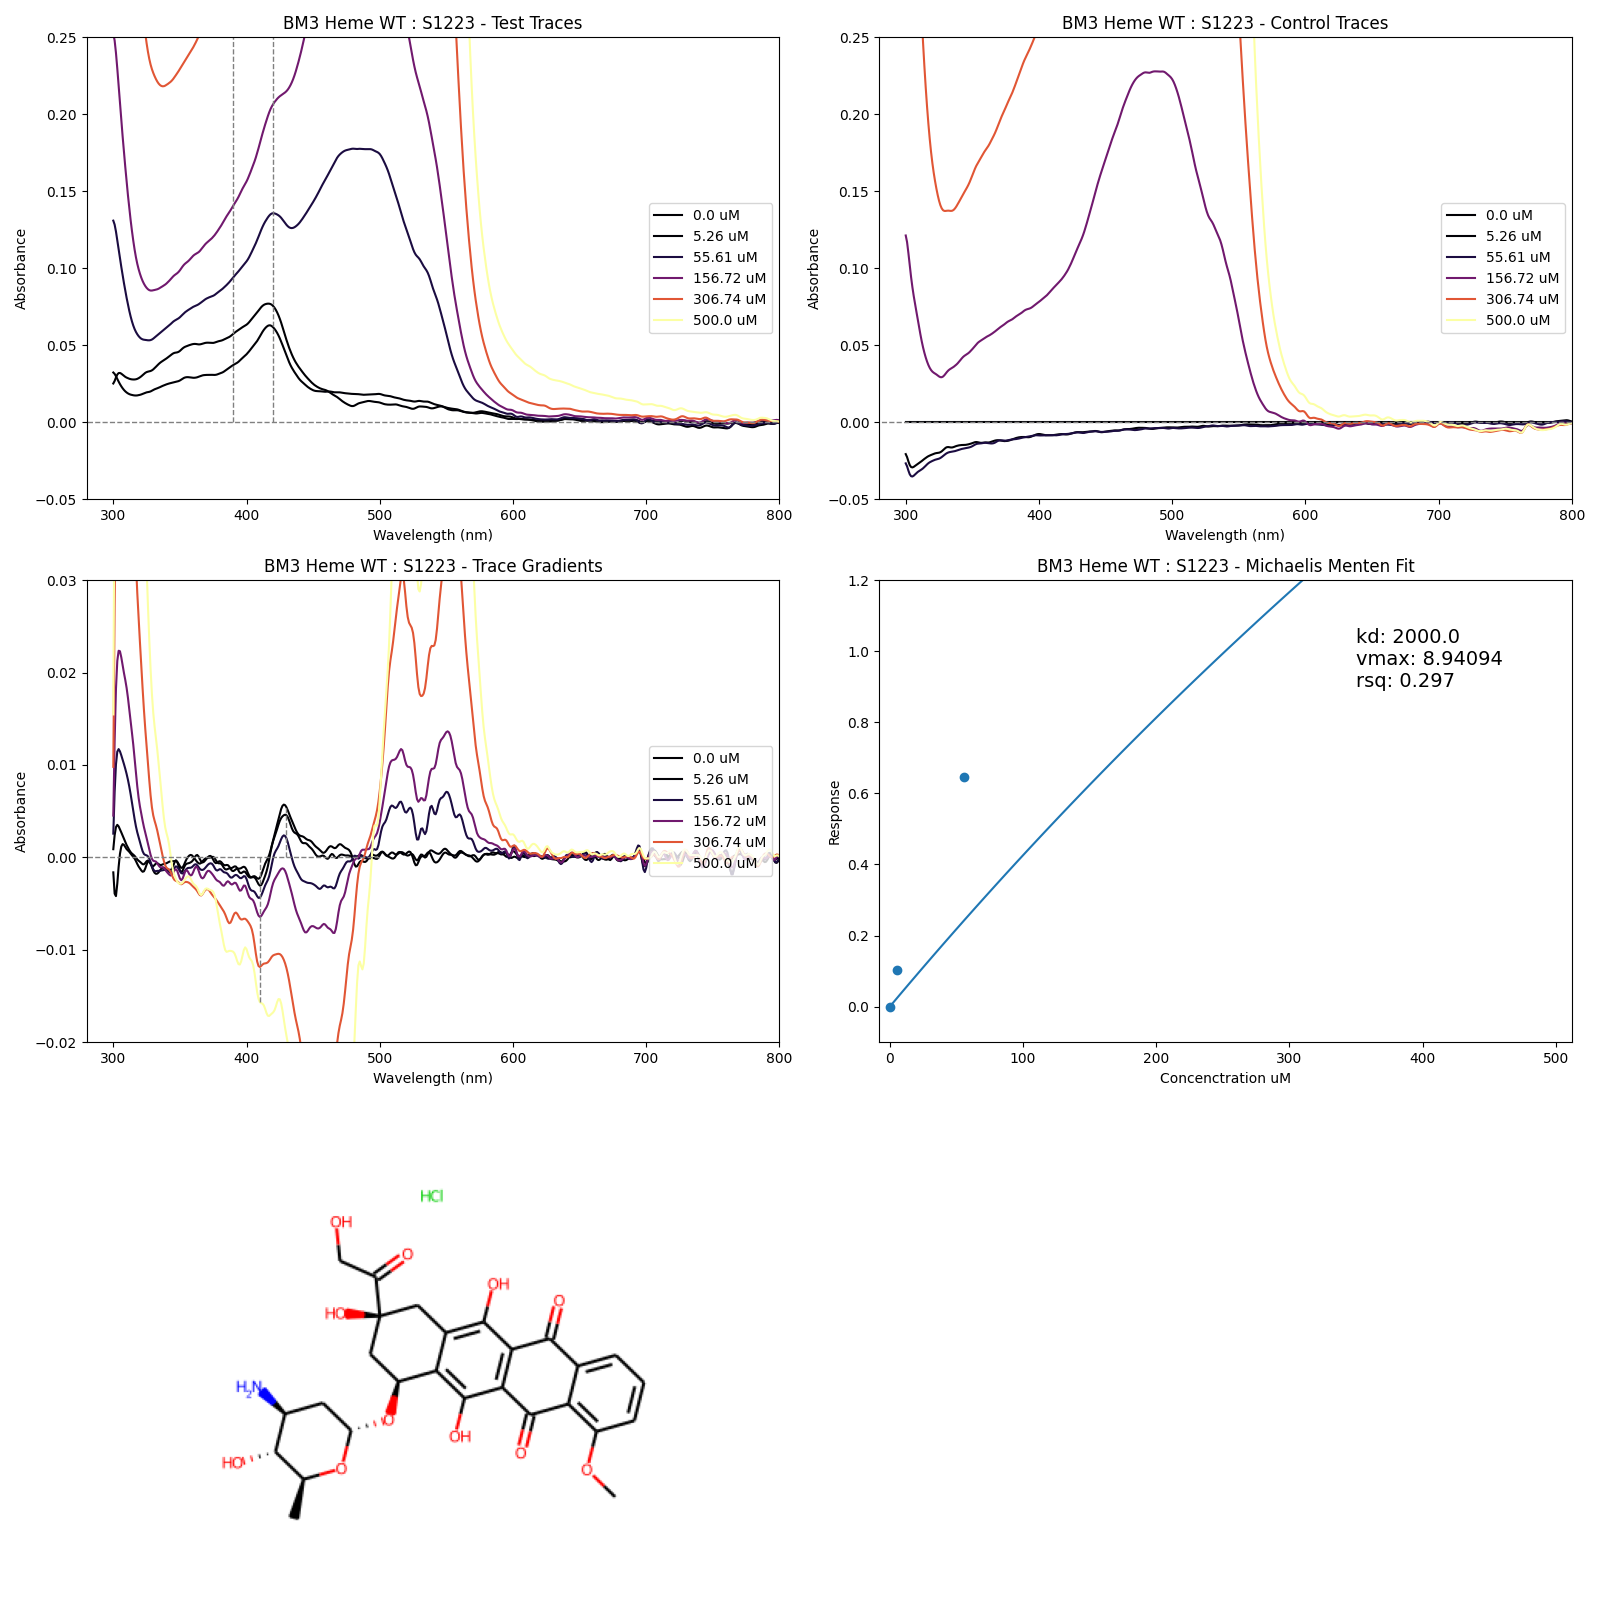 BM3 Heme WT : S1223 - Test Traces
0.25
0.20
0.15
0.10
0.05
0.00
−0.05
Absorbance
300 400 500 600 700 800
Wavelength (nm)
0.0 uM
5.26 uM
55.61 uM
156.72 uM
306.74 uM
500.0 uM
BM3 Heme WT : S1223 - Control Traces
0.25
0.20
0.15
0.10
0.05
0.00
−0.05
Absorbance
300 400 500 600 700 800
Wavelength (nm)
0.0 uM
5.26 uM
55.61 uM
156.72 uM
306.74 uM
500.0 uM
BM3 Heme WT : S1223 - Trace Gradients
0.03
0.02
0.01
0.00
−0.01
−0.02
Absorbance
300 400 500 600 700 800
Wavelength (nm)
0.0 uM
5.26 uM
55.61 uM
156.72 uM
306.74 uM
500.0 uM
BM3 Heme WT : S1223 - Michaelis Menten Fit
1.2
1.0
0.8
0.6
0.4
0.2
0.0
Response
0 100 200 300 400 500
Concenctration uM
kd: 2000.0
vmax: 8.94094
rsq: 0.297
HCl
OH
O
OH
O
HO
H2N
O
OH
O
HO
O
O